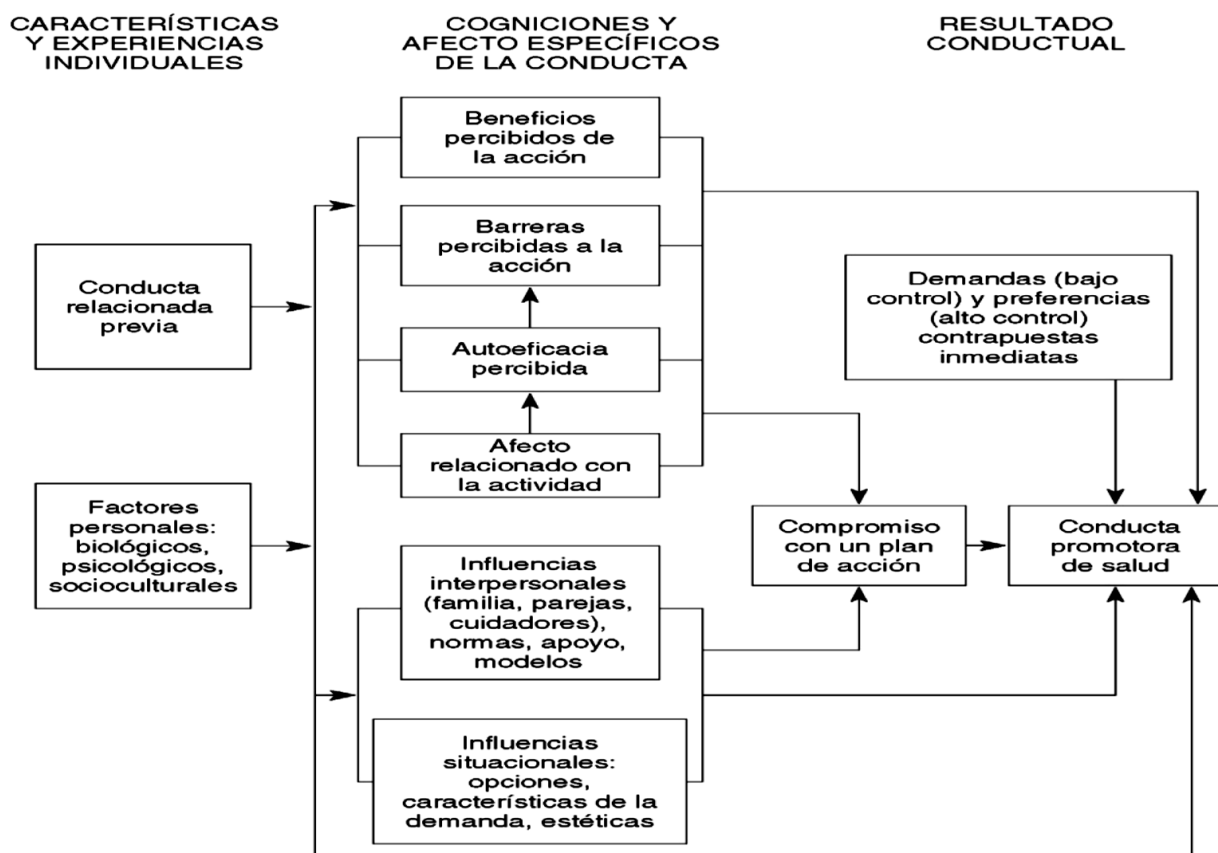 CARACTERÍSTICAS
Y EXPERIENCIAS
INDIVIDUALES
COGNICIONES Y
AFECTO ESPECÍFICOS
DE LA CONDUCTA
RESULTADO
CONDUCTUAL
Conducta
relacionada
previa
Factores
personales:
biológicos,
psicológicos,
socioculturales
Beneficios
percibidos de
la acción
Barreras
percibidas a la
acción
Autoeficacia
percibida
Afecto
relacionado con
la actividad
Influencias
interpersonales
(familia, parejas,
cuidadores),
normas, apoyo,
modelos
Influencias
situacionales:
opciones,
características de la
demanda, estéticas
Demandas (bajo
control) y preferencias
(alto control)
contrapuestas
inmediatas
Compromiso
con un plan
de acción
Conducta
promotora
de salud